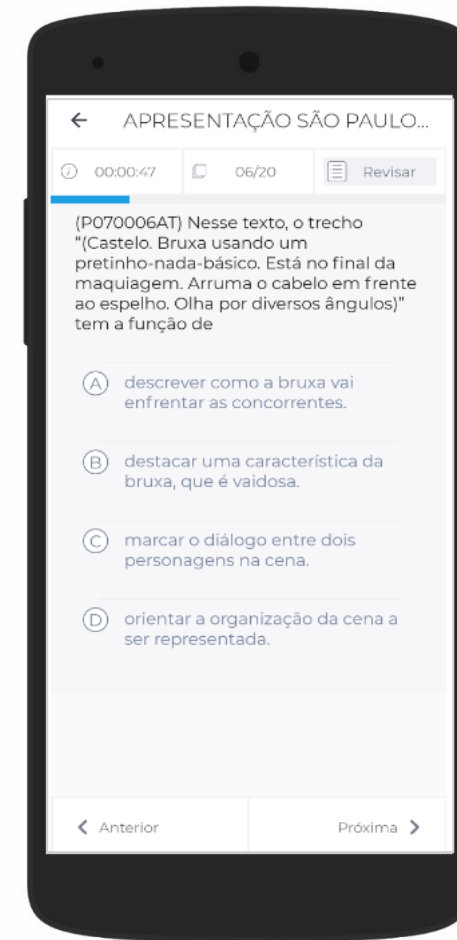 APRESENTAÇÃO SÃO PAULO...
00:00:47
06/20
Revisar
(P070006AT) Nesse texto, o trecho
“(Castelo. Bruxa usando um
pretinho-nada-básico. Está no final da
maquiagem. Arruma o cabelo em frente
ao espelho. Olha por diversos ângulos)”
tem a função de
A descrever como a bruxa vai
enfrentar as concorrentes.
B destacar uma característica da
bruxa, que é vaidosa.
C marcar o diálogo entre dois
personagens na cena.
D orientar a organização da cena a
ser representada.
Anterior
Próxima